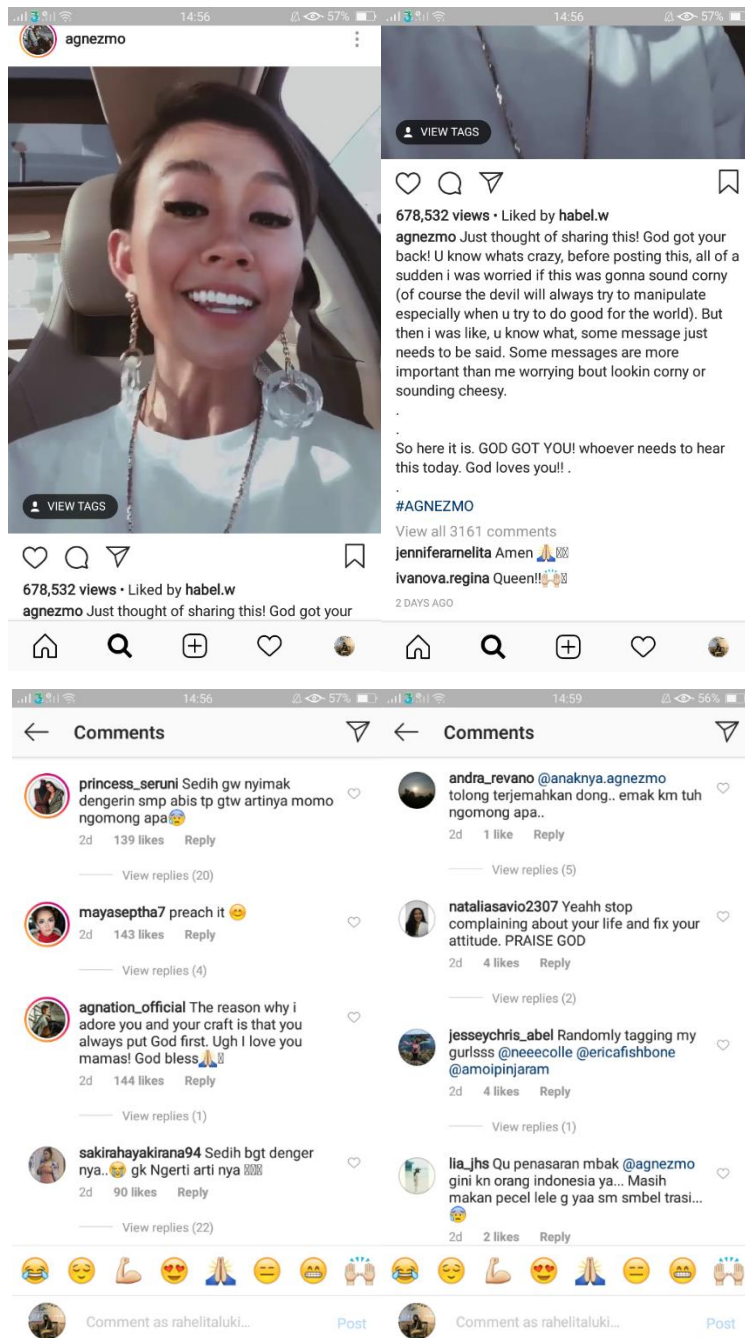 14:56
57%
agnezmo
VIEW TAGS
678,532 views • Liked by habel.w
agnezmo Just thought of sharing this! God got your
14:56
57%
VIEW TAGS
678,532 views • Liked by habel.w
agnezmo Just thought of sharing this! God got your
back! U know whats crazy, before posting this, all of a
sudden i was worried if this was gonna sound corny
(of course the devil will always try to manipulate
especially when u try to do good for the world). But
then i was like, u know what, some message just
needs to be said. Some messages are more
important than me worrying bout lookin corny or
sounding cheesy.
.
.
So here it is. GOD GOT YOU! whoever needs to hear
this today. God loves you!! .
.
#AGNEZMO
View all 3161 comments
jenniferarnelita Amen 🙏🏼
ivanova.regina Queen!!🙌🏼
2 DAYS AGO
14:56
57%
Comments
princess_seruni Sedih gw nyimak
dengerin smp abis tp gtw artinya momo
ngomong apa😰
2d 139 likes Reply
View replies (20)
mayaseptha7 preach it 😊
2d 143 likes Reply
View replies (4)
agnation_official The reason why i
adore you and your craft is that you
always put God first. Ugh I love you
mamas! God bless🙏🏼
2d 144 likes Reply
View replies (1)
sakirahayakirana94 Sedih bgt denger
nya..😭 gk Ngerti arti nya
2d 90 likes Reply
View replies (22)
Comment as rahelitaluki...
Post
14:59
56%
Comments
andra_revano @anaknya.agnezmo
tolong terjemahkan dong.. emak km tuh
ngomong apa..
2d 1 like Reply
View replies (5)
nataliasavio2307 Yeahh stop
complaining about your life and fix your
attitude. PRAISE GOD
2d 4 likes Reply
View replies (2)
jesseychris_abel Randomly tagging my
gurlsss @neeecolle @ericafishbone
@amoipinjaram
2d 4 likes Reply
View replies (1)
lia_jhs Qu penasaran mbak @agnezmo
gini kn orang indonesia ya... Masih
makan pecel lele g yaa sm smbel trasi...
😰
2d 2 likes Reply
Comment as rahelitaluki...
Post